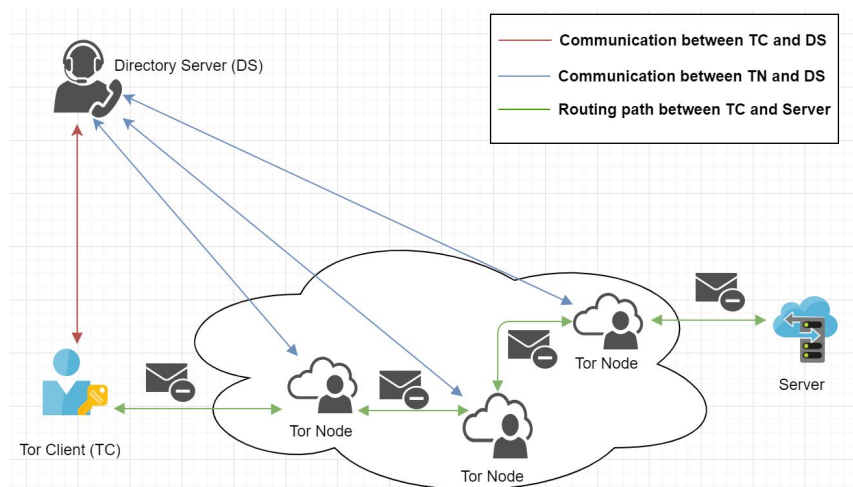 Communication between TC and DS
Directory Server (DS)
Communication between TN and DS
Routing path between TC and Server
Tor Node
Server
Tor Node
Tor Client (TC)
Tor Node